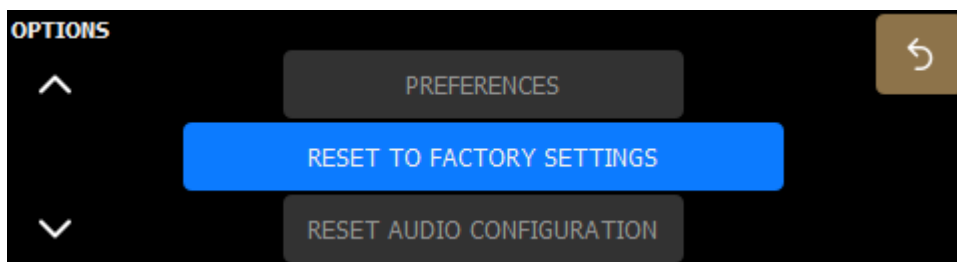 OPTIONS
PREFERENCES
RESET TO FACTORY SETTINGS
RESET AUDIO CONFIGURATION